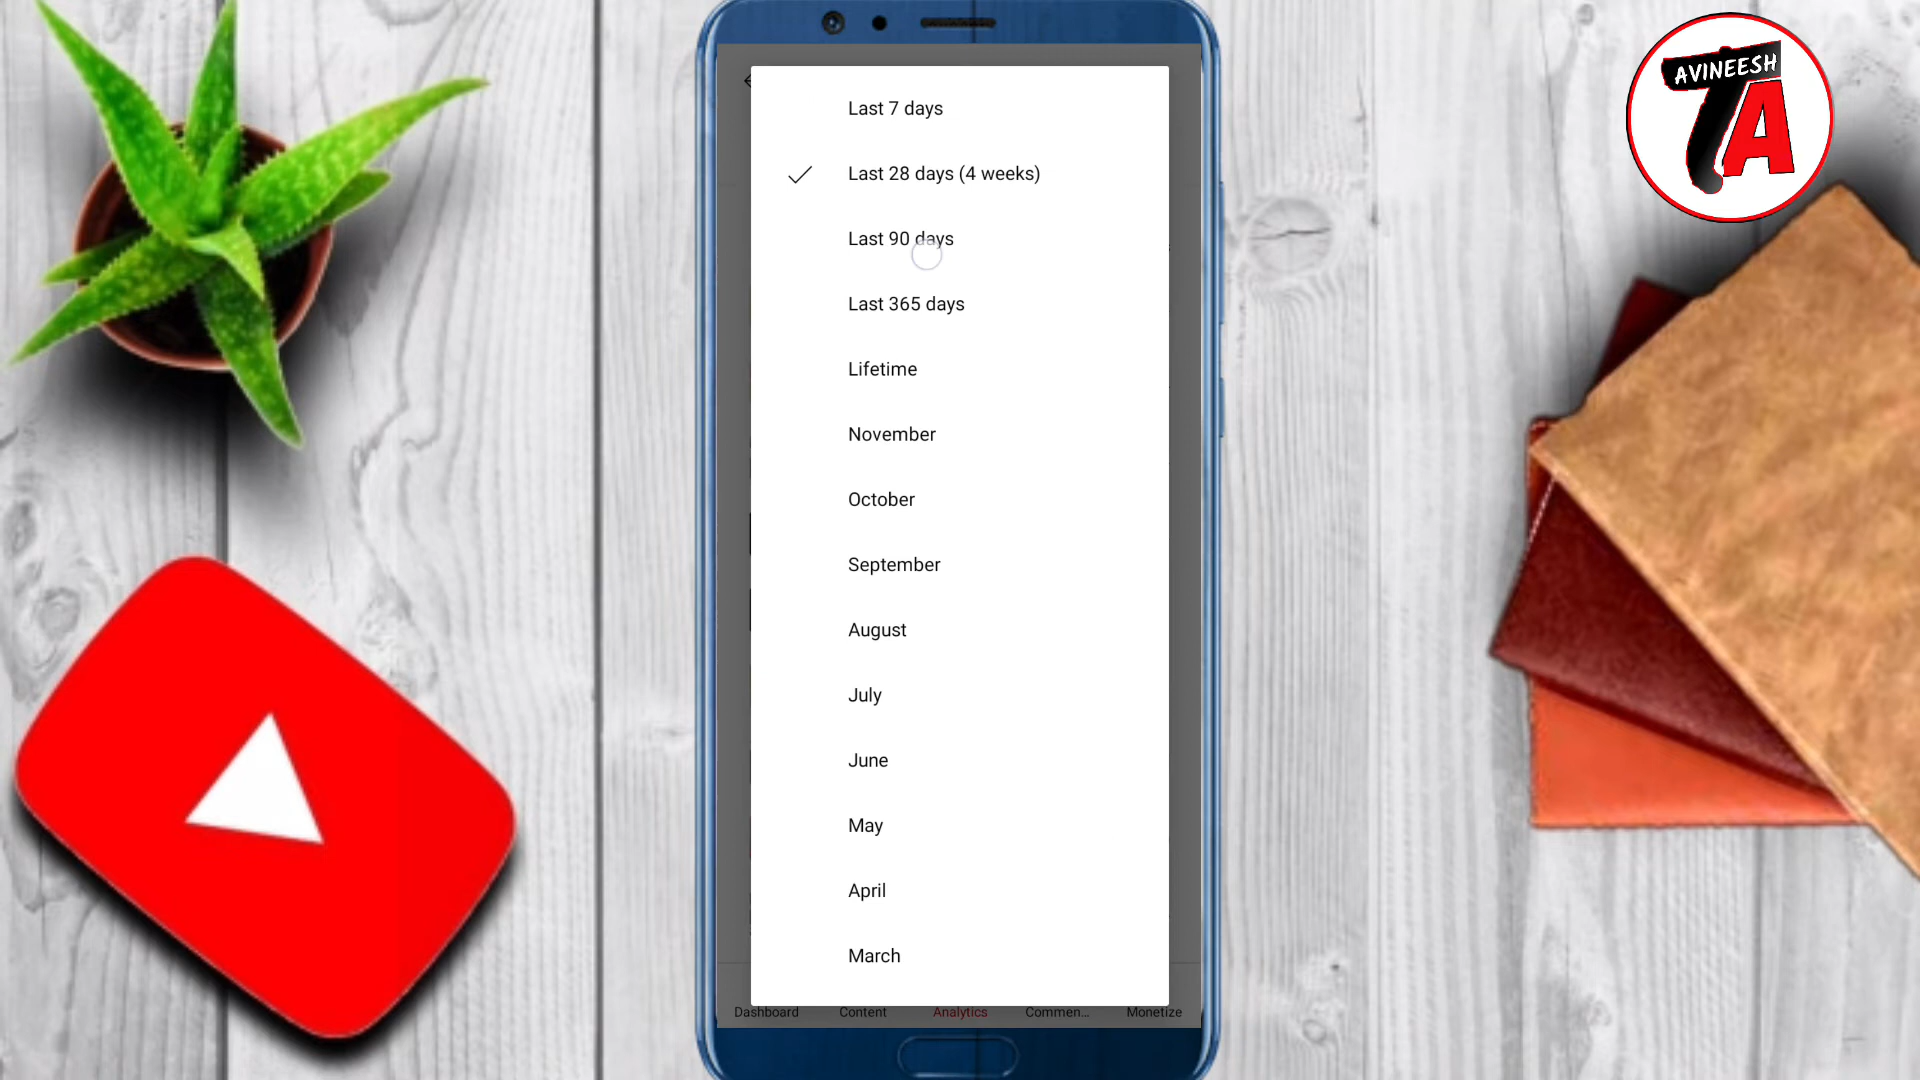 AVINEESH
TA
Last 7 days
Last 28 days (4 weeks)
Last 90 days
Last 365 days
Lifetime
November
October
September
August
July
June
May
April
March
Dashboard
Content
Analytics
Commen...
Monetize